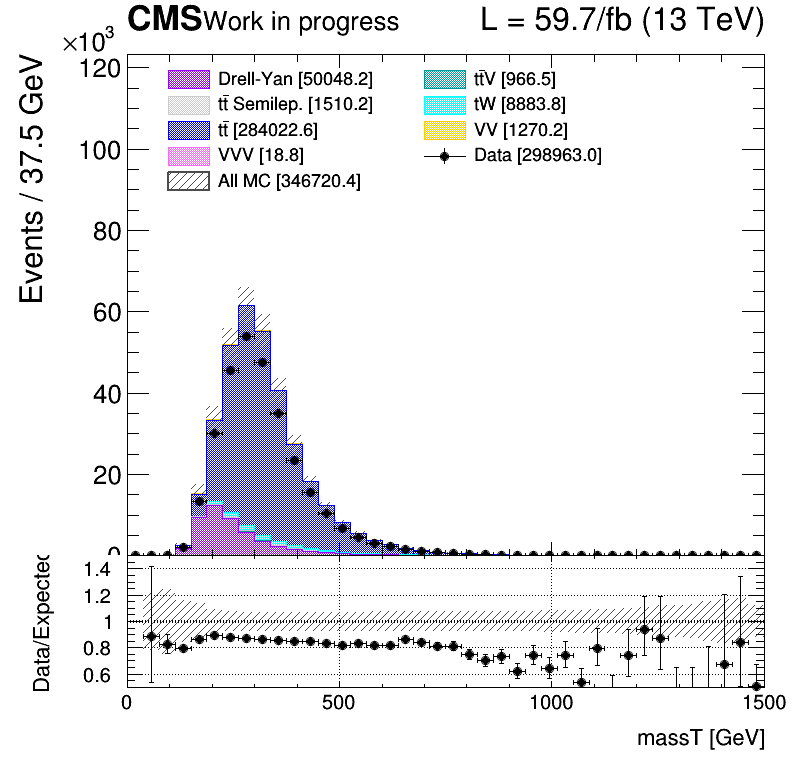 CMS Work in progress L = 59.7/fb (13 TeV)
×10³
Events / 37.5 GeV
120
100
80
60
40
20
0
Drell-Yan [50048.2]
tt̄ Semilep. [1510.2]
tt̄ [284022.6]
VVV [18.8]
All MC [346720.4]
tt̄V [966.5]
tW [8883.8]
VV [1270.2]
Data [298963.0]
Data/Expected
1.4
1.2
1
0.8
0.6
0 500 1000 1500
massT [GeV]